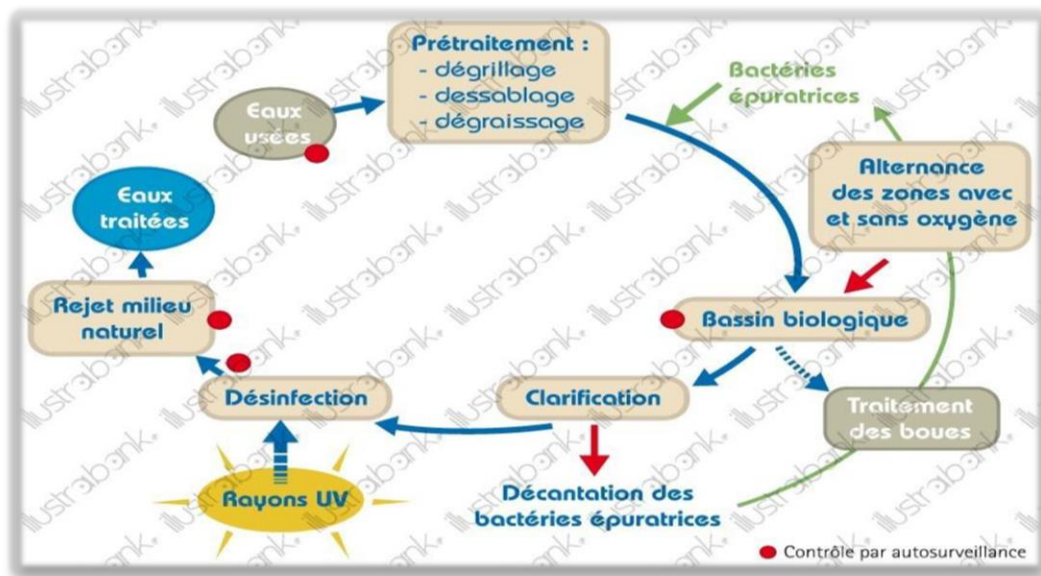 Prétraitement :
- dégrillage
- dessablage
- dégraissage
Bactéries
épuratrices
Eaux
usées
Alternance
des zones avec
et sans oxygène
Eaux
traitées
Rejet milieu
naturel
Bassin biologique
Désinfection
Clarification
Traitement
des boues
Rayons UV
Décantation des
bactéries épuratrices
Contrôle par autosurveillance
illustrabank.